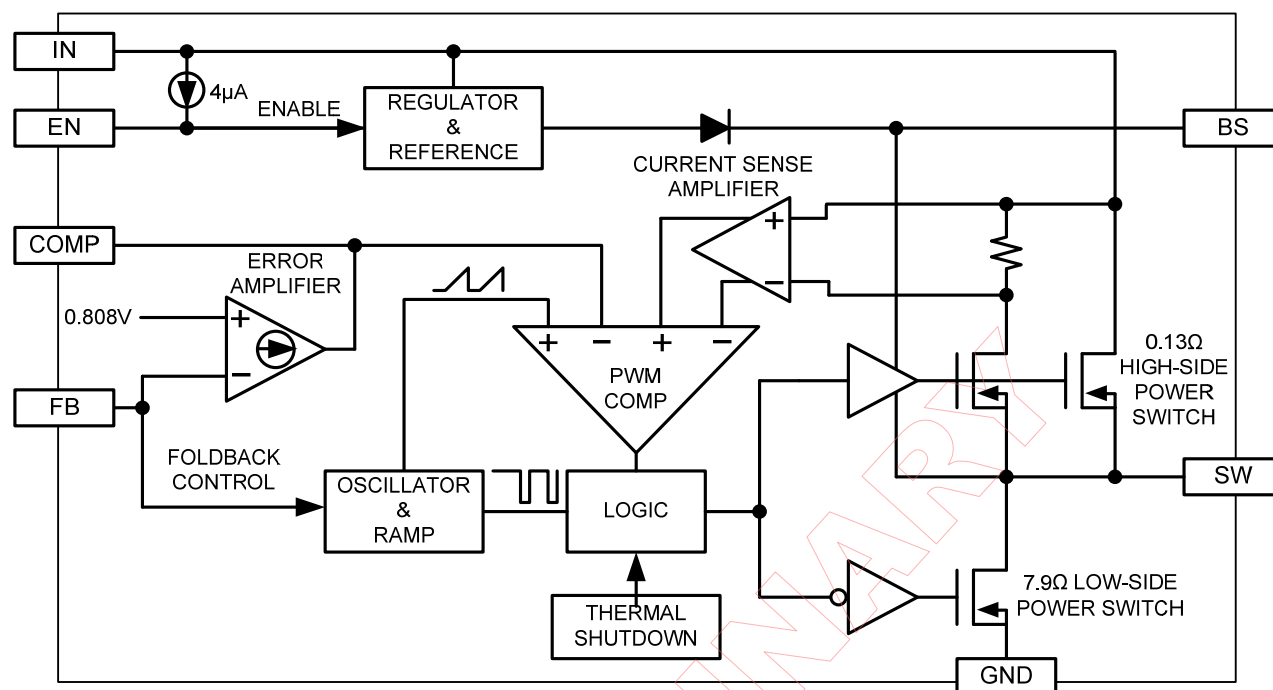 IN
4µA
EN
ENABLE
REGULATOR
&
REFERENCE
BS
CURRENT SENSE
AMPLIFIER
COMP
ERROR
AMPLIFIER
0.808V
+
−
FB
+
−
+
−
+
−
PWM
COMP
0.13Ω
HIGH-SIDE
POWER
SWITCH
FOLDBACK
CONTROL
OSCILLATOR
&
RAMP
LOGIC
SW
THERMAL
SHUTDOWN
7.9Ω LOW-SIDE
POWER SWITCH
GND
INARY